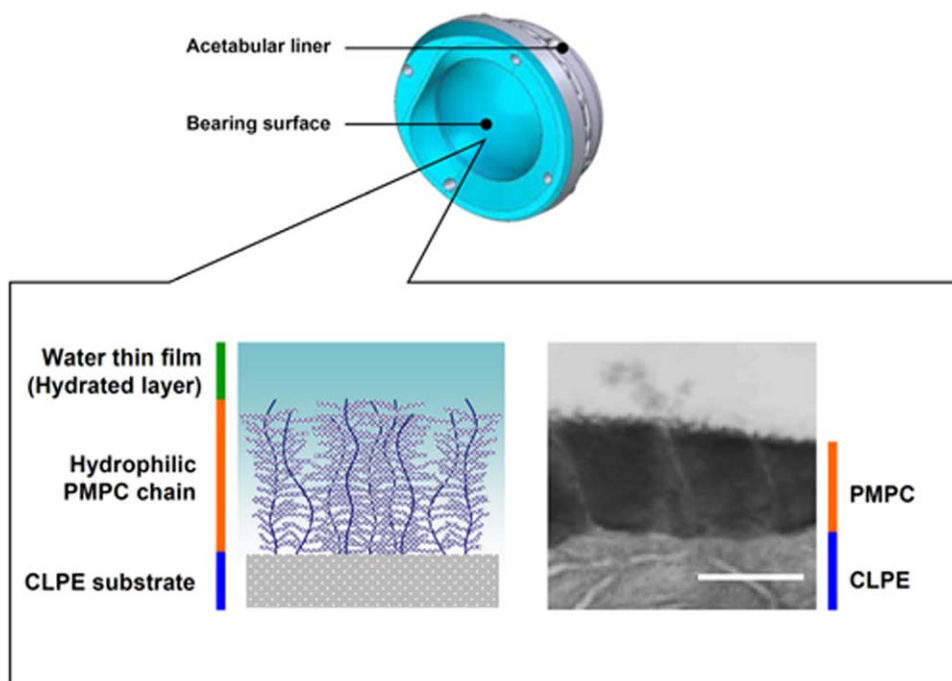 Acetabular liner
Bearing surface
Water thin film
(Hydrated layer)
Hydrophilic
PMPC chain
CLPE substrate
PMPC
CLPE